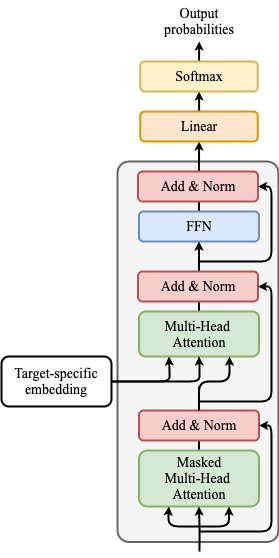 Output
probabilities
Softmax
Linear
Add & Norm
FFN
Add & Norm
Multi-Head
Attention
Target-specific
embedding
Add & Norm
Masked
Multi-Head
Attention